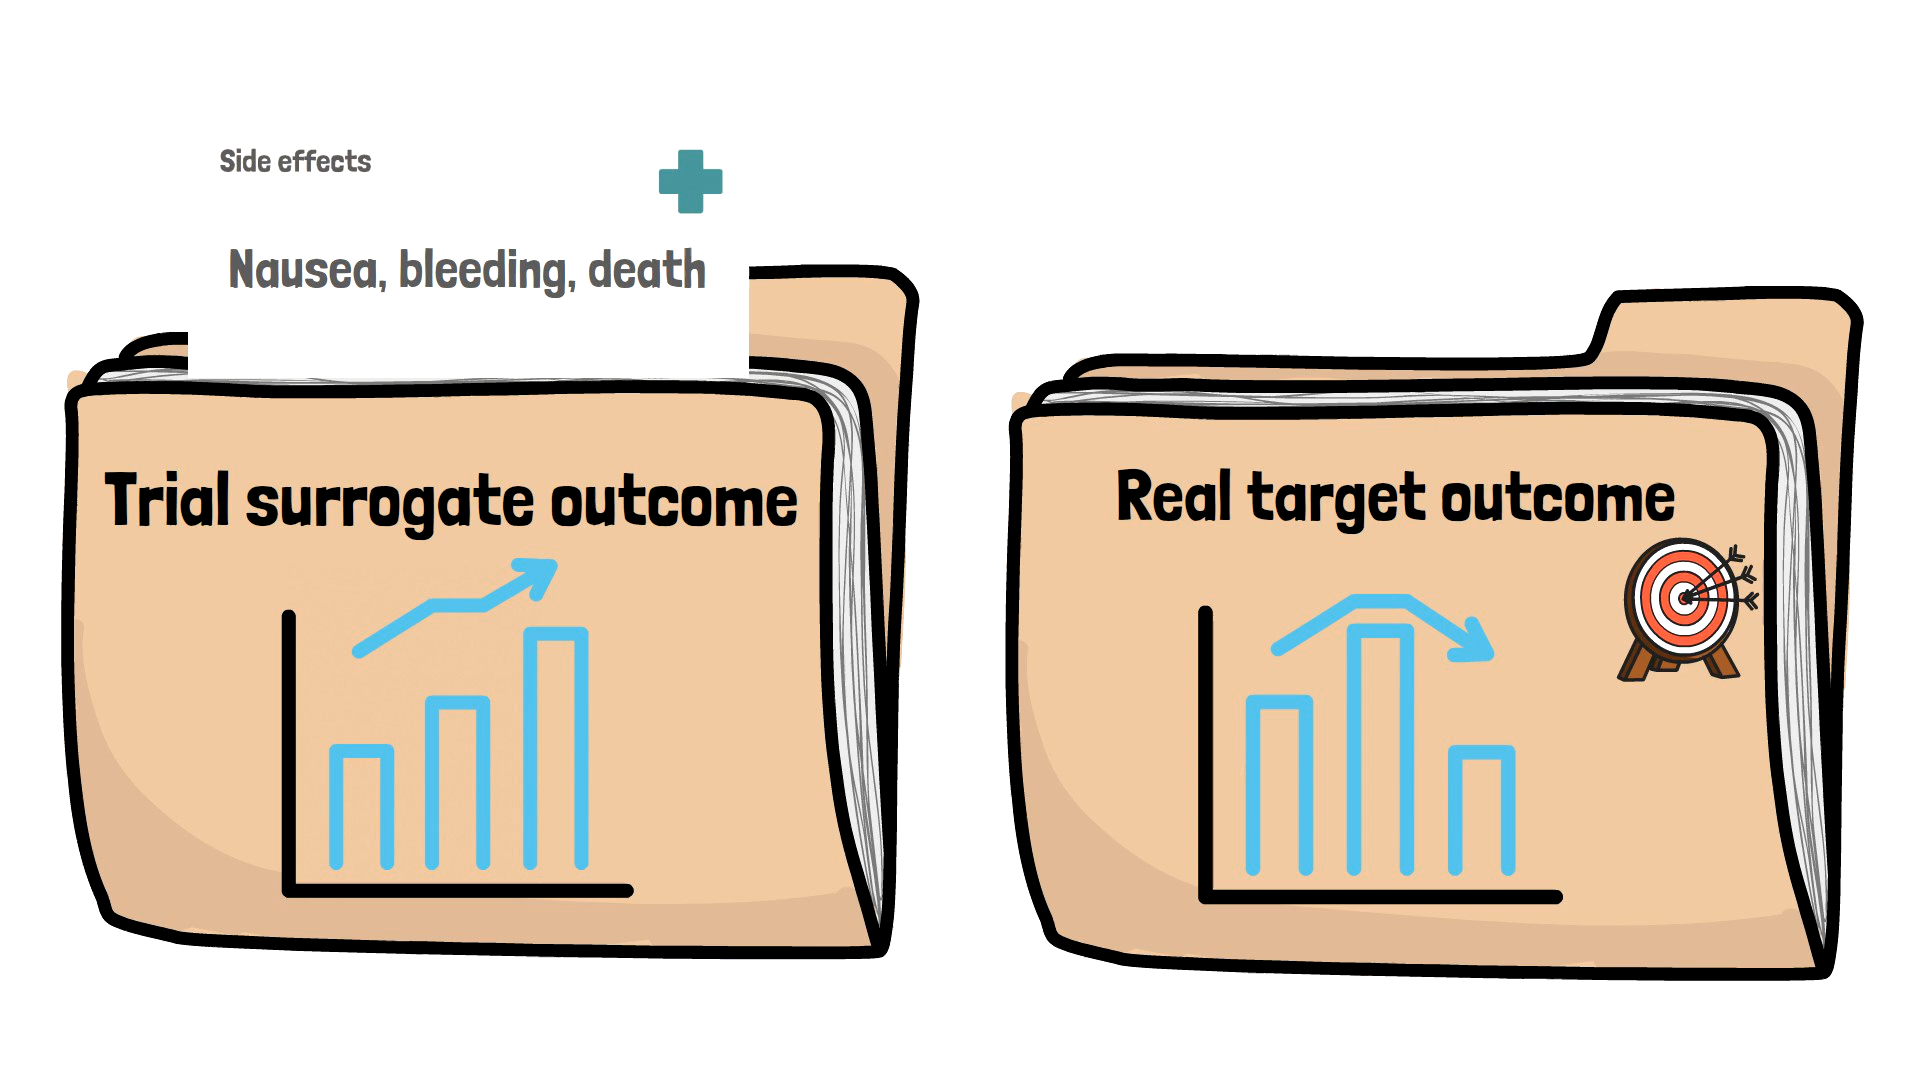 Side effects
Nausea, bleeding, death
Trial surrogate outcome
Real target outcome